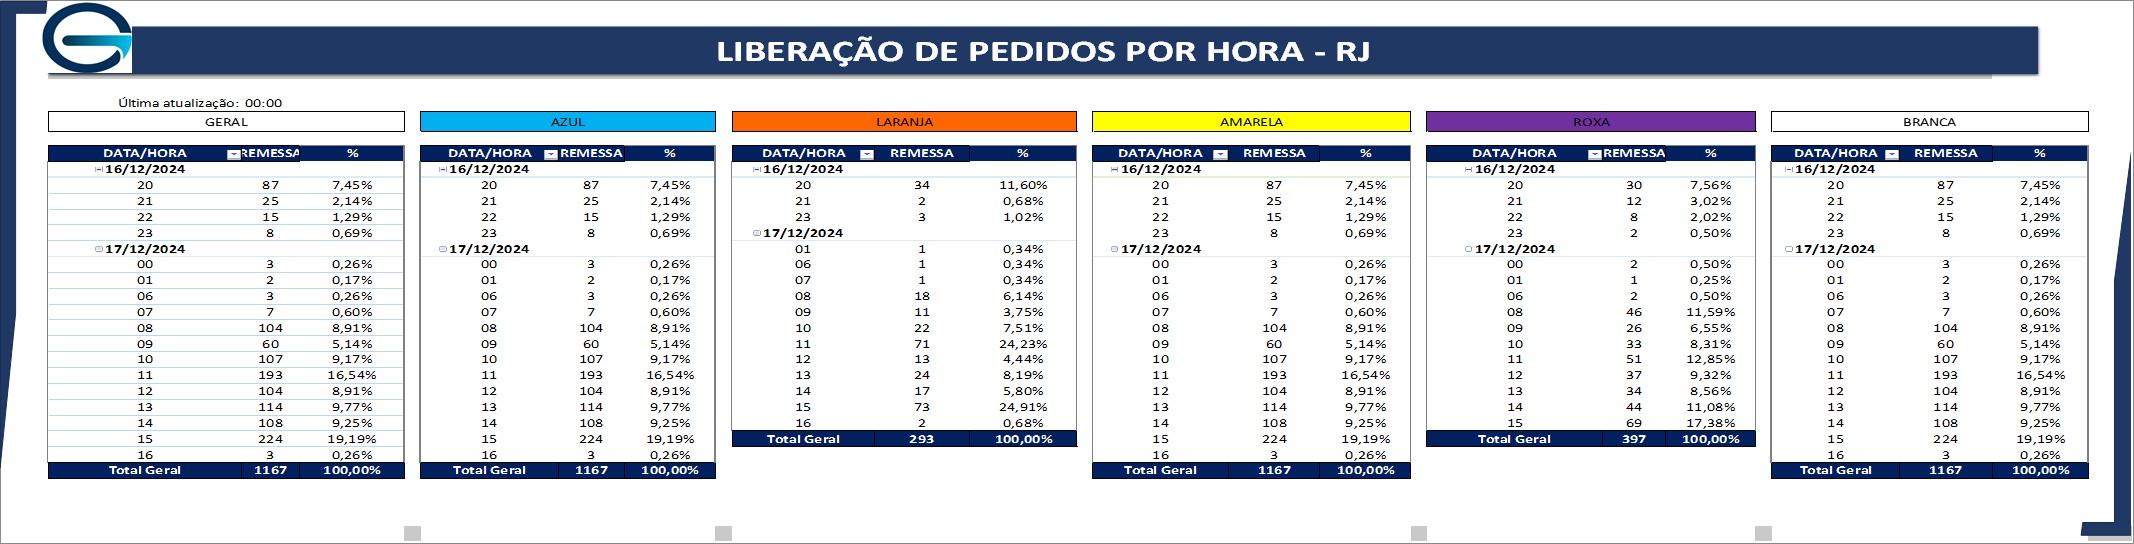 LIBERAÇÃO DE PEDIDOS POR HORA - RJ
Última atualização: 00:00
GERAL
DATA/HORA REMESSA %
16/12/2024
20 87 7,45%
21 25 2,14%
22 15 1,29%
23 8 0,69%
17/12/2024
00 3 0,26%
01 2 0,17%
06 3 0,26%
07 7 0,60%
08 104 8,91%
09 60 5,14%
10 107 9,17%
11 193 16,54%
12 104 8,91%
13 114 9,77%
14 108 9,25%
15 224 19,19%
16 3 0,26%
Total Geral 1167 100,00%
AZUL
DATA/HORA REMESSA %
16/12/2024
20 87 7,45%
21 25 2,14%
22 15 1,29%
23 8 0,69%
17/12/2024
00 3 0,26%
01 2 0,17%
06 3 0,26%
07 7 0,60%
08 104 8,91%
09 60 5,14%
10 107 9,17%
11 193 16,54%
12 104 8,91%
13 114 9,77%
14 108 9,25%
15 224 19,19%
16 3 0,26%
Total Geral 1167 100,00%
LARANJA
DATA/HORA REMESSA %
16/12/2024
20 34 11,60%
21 2 0,68%
23 3 1,02%
17/12/2024
01 1 0,34%
06 1 0,34%
07 1 0,34%
08 18 6,14%
09 11 3,75%
10 22 7,51%
11 71 24,23%
12 13 4,44%
13 24 8,19%
14 17 5,80%
15 73 24,91%
16 2 0,68%
Total Geral 293 100,00%
AMARELA
DATA/HORA REMESSA %
16/12/2024
20 87 7,45%
21 25 2,14%
22 15 1,29%
23 8 0,69%
17/12/2024
00 3 0,26%
01 2 0,17%
06 3 0,26%
07 7 0,60%
08 104 8,91%
09 60 5,14%
10 107 9,17%
11 193 16,54%
12 104 8,91%
13 114 9,77%
14 108 9,25%
15 224 19,19%
16 3 0,26%
Total Geral 1167 100,00%
ROXA
DATA/HORA REMESSA %
16/12/2024
20 30 7,56%
21 12 3,02%
22 8 2,02%
23 2 0,50%
17/12/2024
00 2 0,50%
01 1 0,25%
06 2 0,50%
08 46 11,59%
09 26 6,55%
10 33 8,31%
11 51 12,85%
12 37 9,32%
13 34 8,56%
14 44 11,08%
15 69 17,38%
Total Geral 397 100,00%
BRANCA
DATA/HORA REMESSA %
16/12/2024
20 87 7,45%
21 25 2,14%
22 15 1,29%
23 8 0,69%
17/12/2024
00 3 0,26%
01 2 0,17%
06 3 0,26%
07 7 0,60%
08 104 8,91%
09 60 5,14%
10 107 9,17%
11 193 16,54%
12 104 8,91%
13 114 9,77%
14 108 9,25%
15 224 19,19%
16 3 0,26%
Total Geral 1167 100,00%